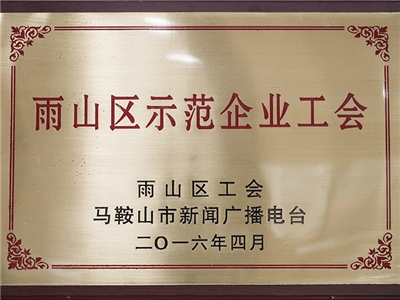 雨山区示范企业工会
雨山区工会
马鞍山市新闻广播电台
二O一六年四月